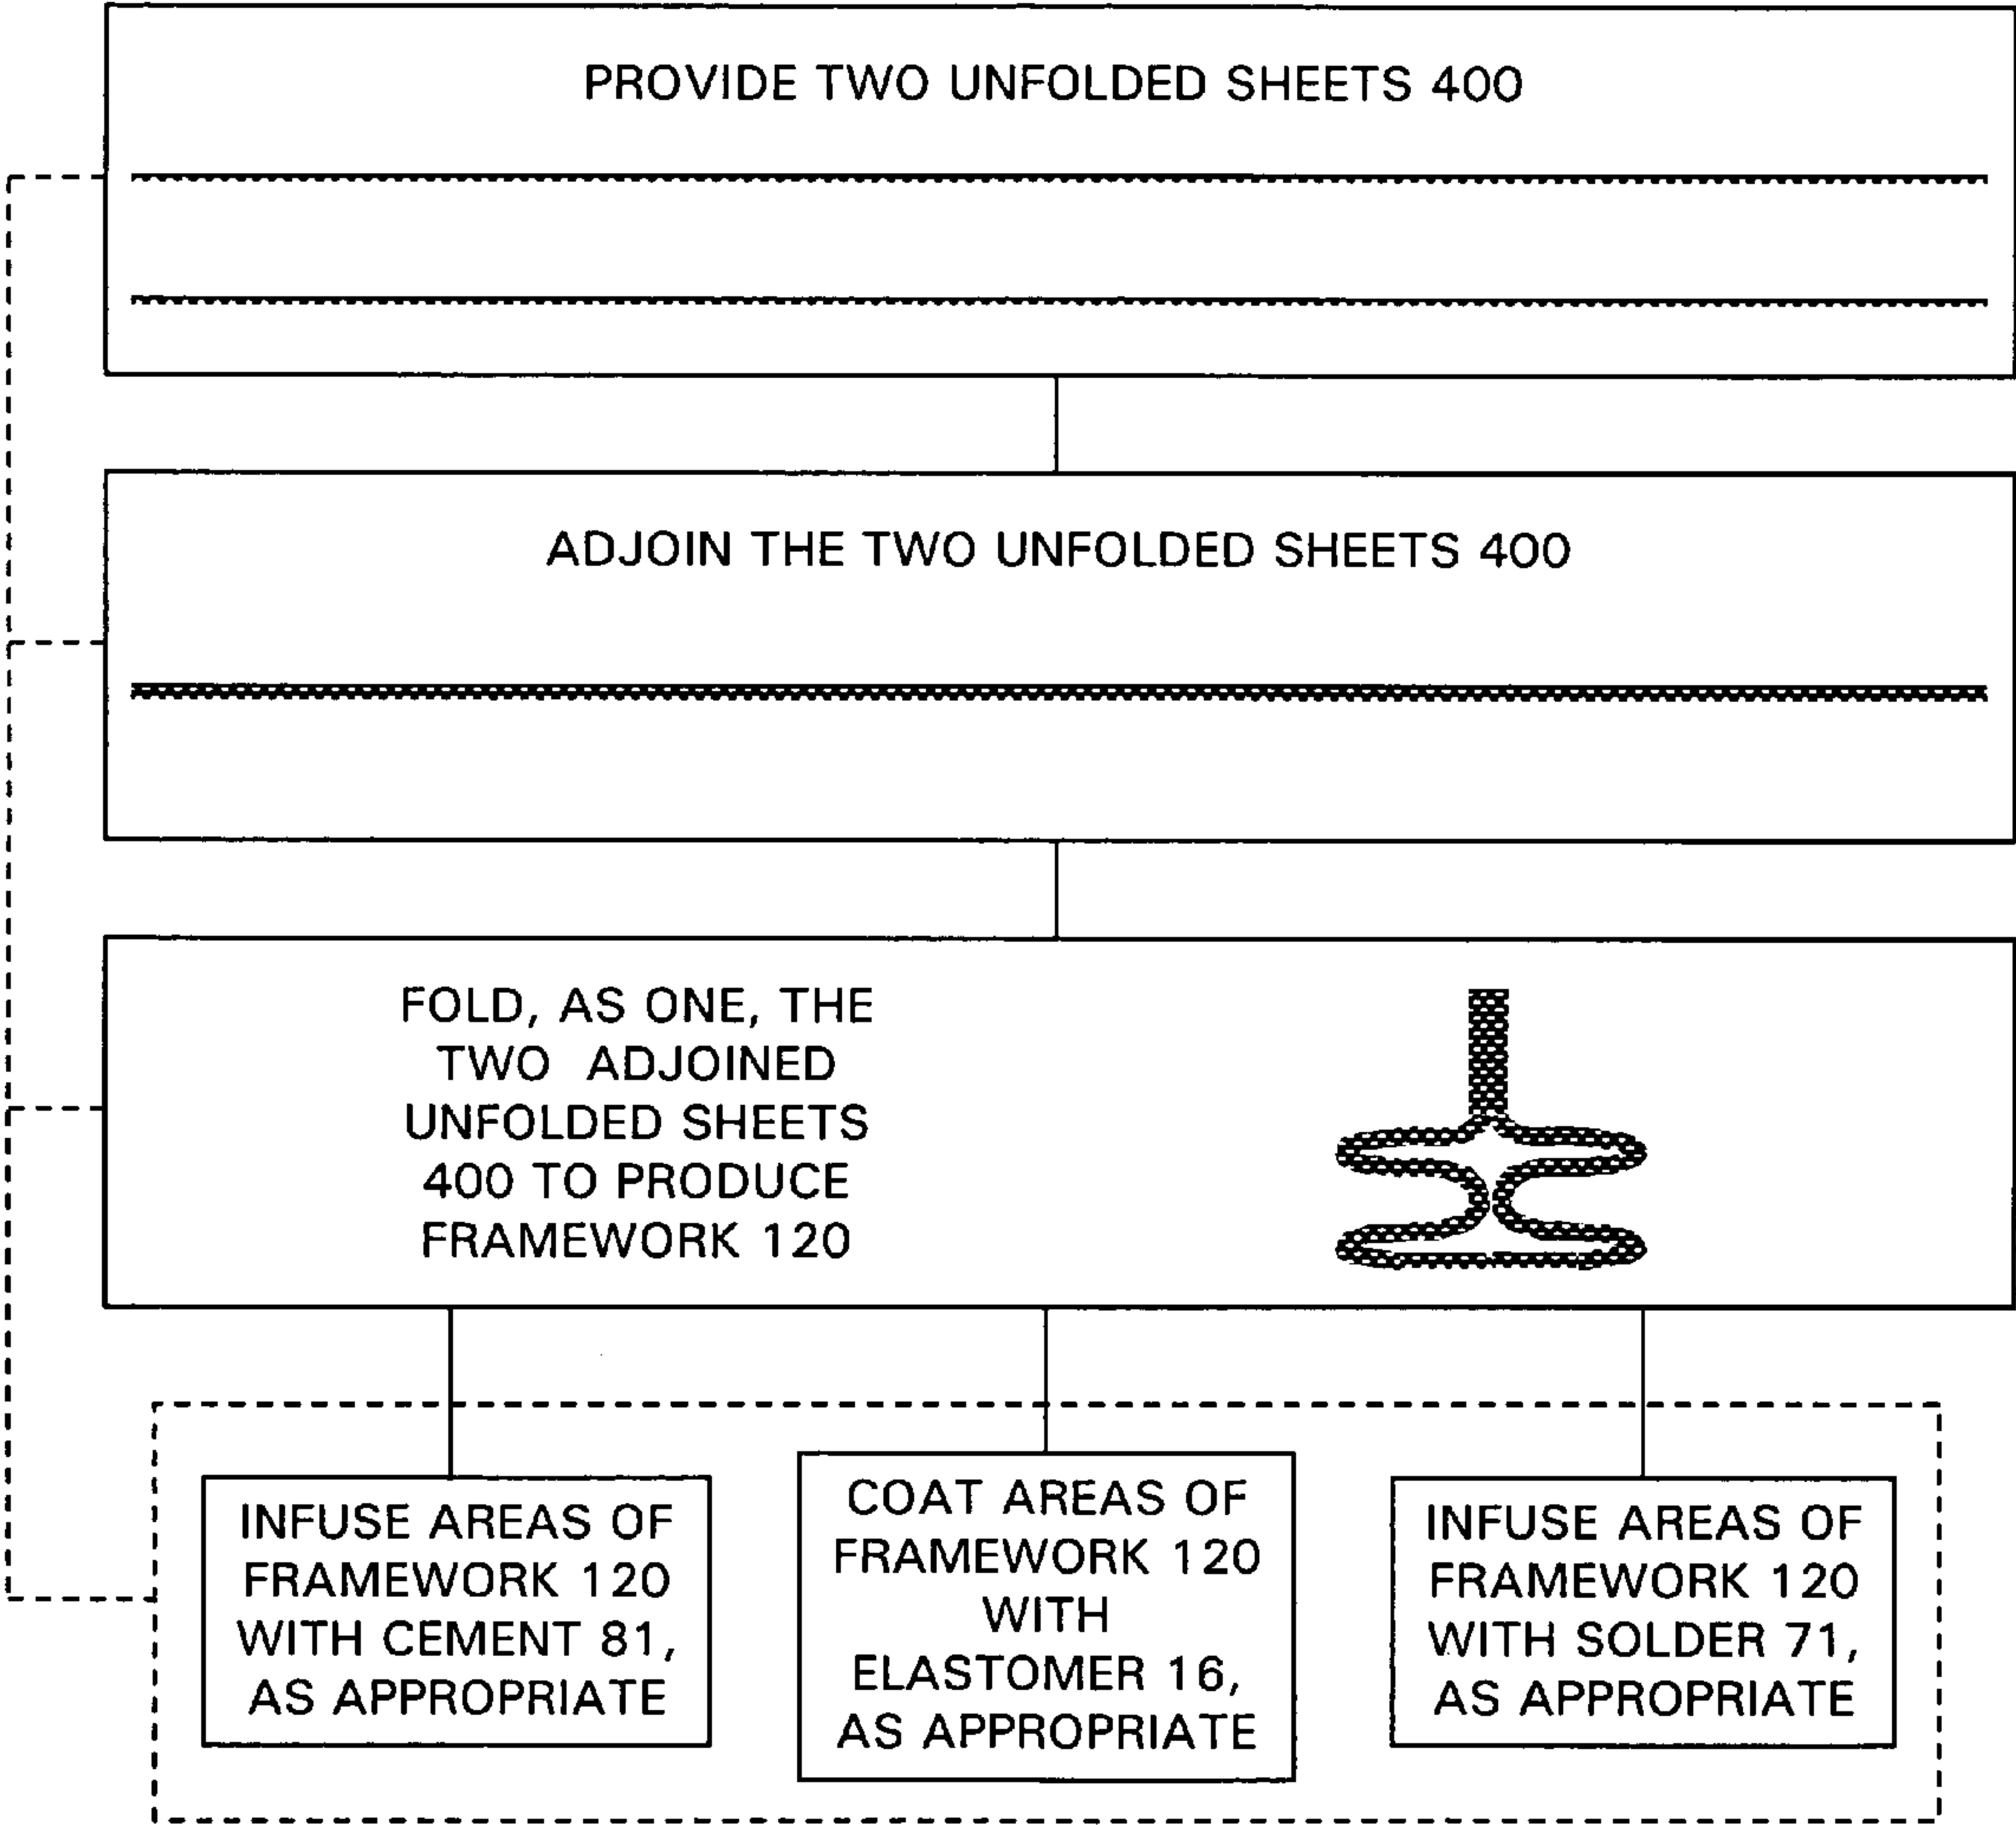 PROVIDE TWO UNFOLDED SHEETS 400
ADJOIN THE TWO UNFOLDED SHEETS 400
FOLD, AS ONE, THE
TWO ADJOINED
UNFOLDED SHEETS
400 TO PRODUCE
FRAMEWORK 120
INFUSE AREAS OF
FRAMEWORK 120
WITH CEMENT 81,
AS APPROPRIATE
COAT AREAS OF
FRAMEWORK 120
WITH
ELASTOMER 16,
AS APPROPRIATE
INFUSE AREAS OF
FRAMEWORK 120
WITH SOLDER 71,
AS APPROPRIATE